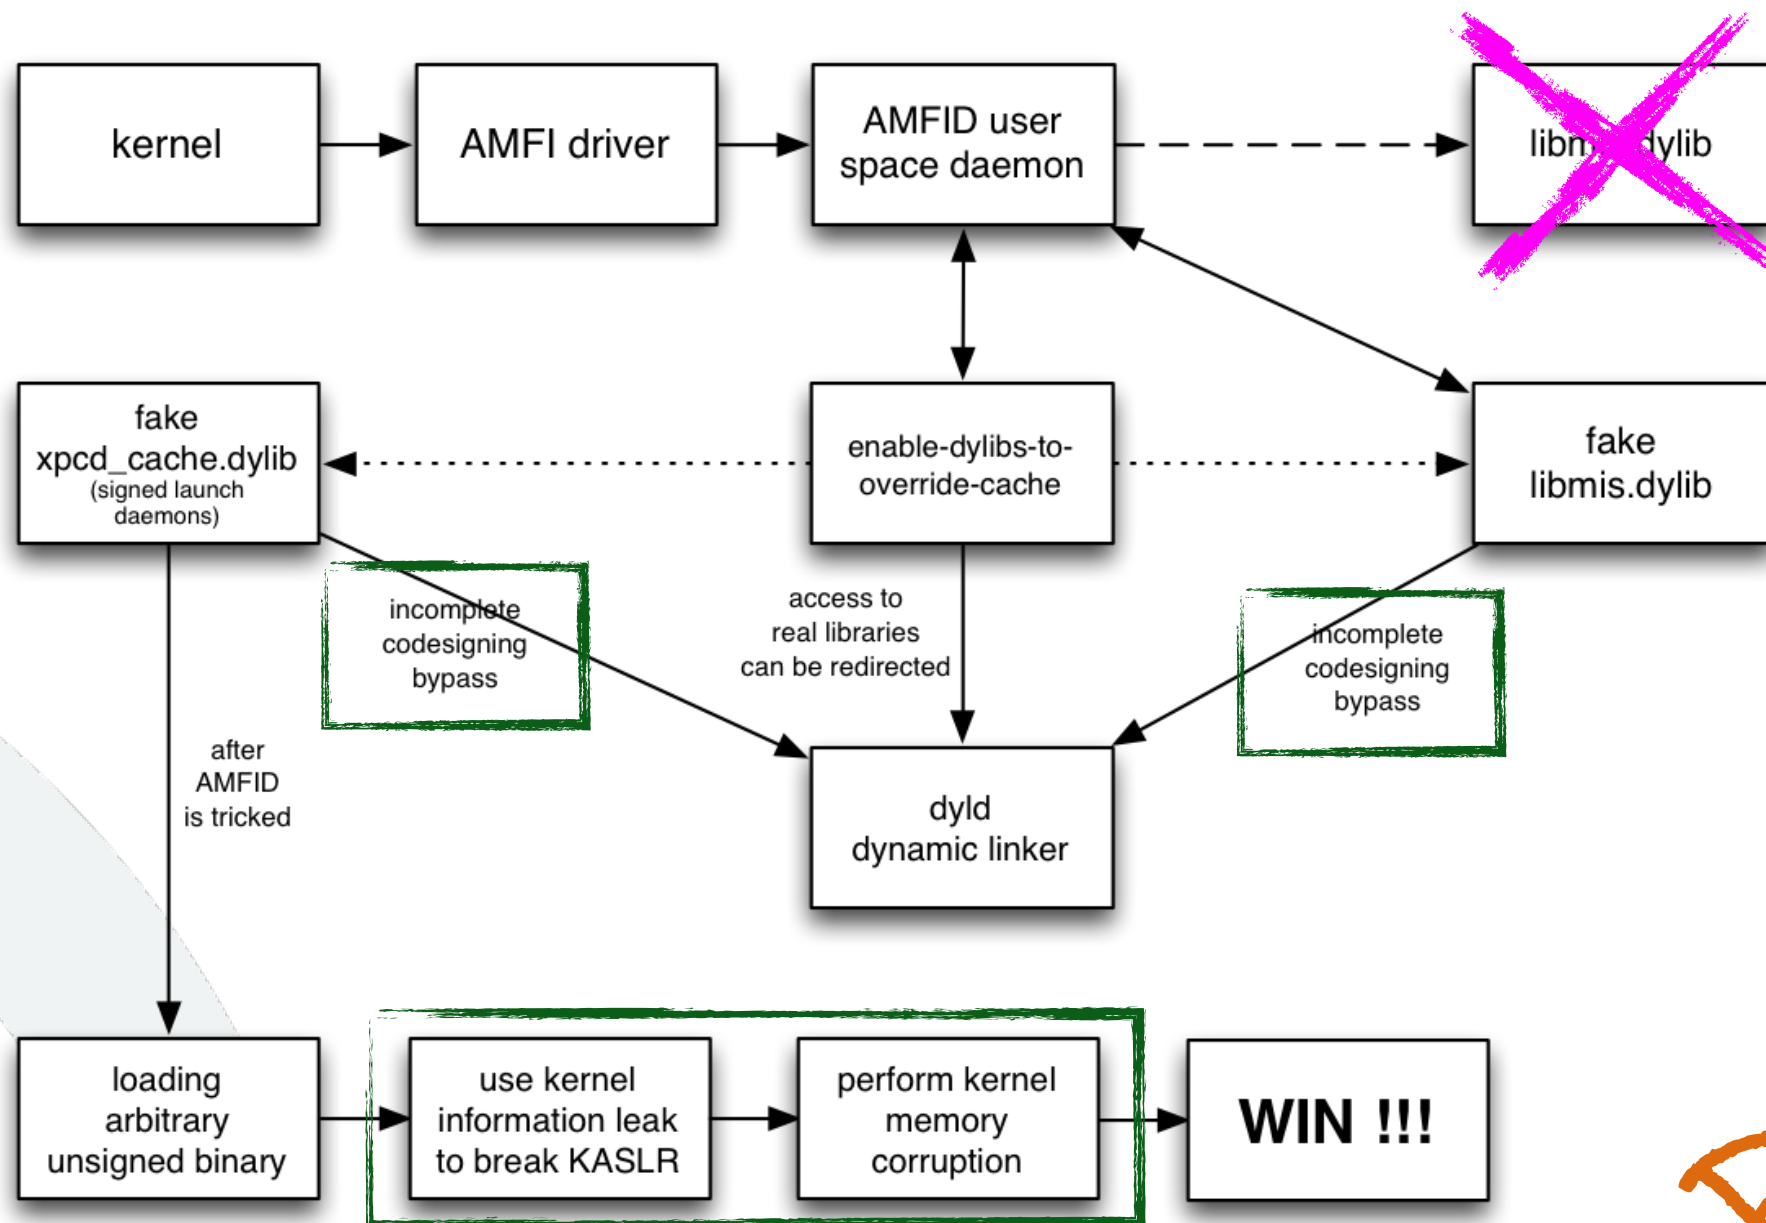 kernel
AMFI driver
AMFID user
space daemon
fake
xpcd_cache.dylib
(signed launch
daemons)
enable-dylibs-to-
override-cache
fake
libmis.dylib
incomplete
codesigning
bypass
access to
real libraries
can be redirected
incomplete
codesigning
bypass
after
AMFID
is tricked
dyld
dynamic linker
loading
arbitrary
unsigned binary
use kernel
information leak
to break KASLR
perform kernel
memory
corruption
WIN !!!